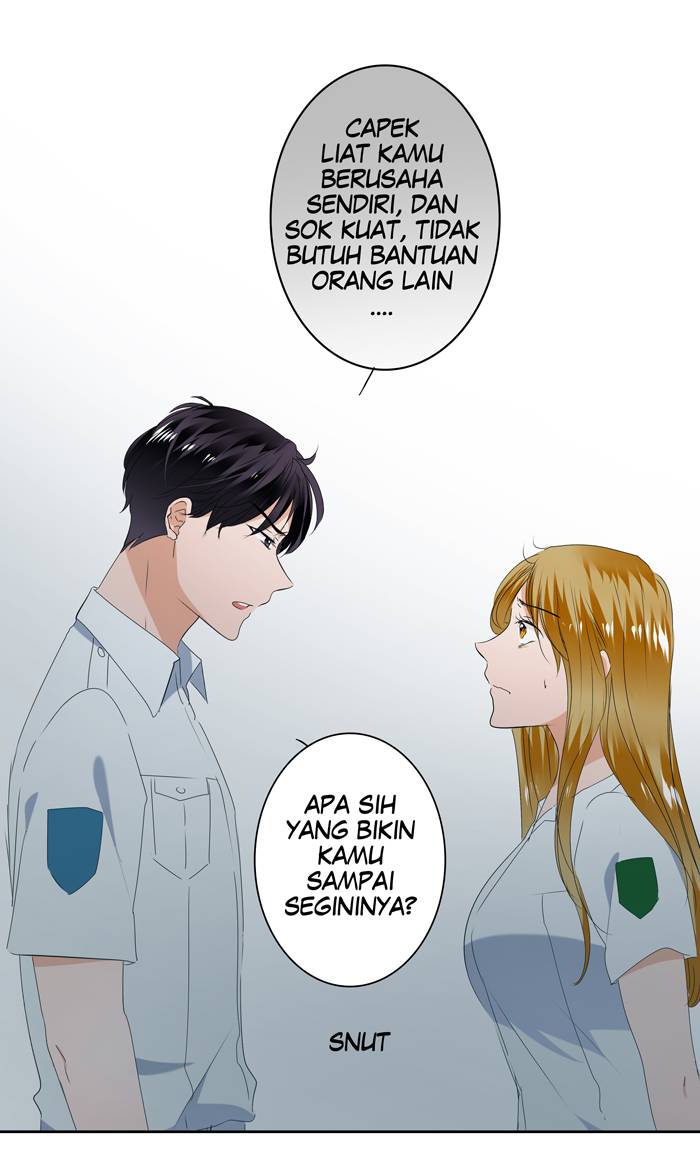 CAPEK
LIAT KAMU
BERUSAHA
SENDIRI, DAN
SOK KUAT, TIDAK
BUTUH BANTUAN
ORANG LAIN
....
APA SIH
YANG BIKIN
KAMU
SAMPAI
SEGININYA?
SNUT